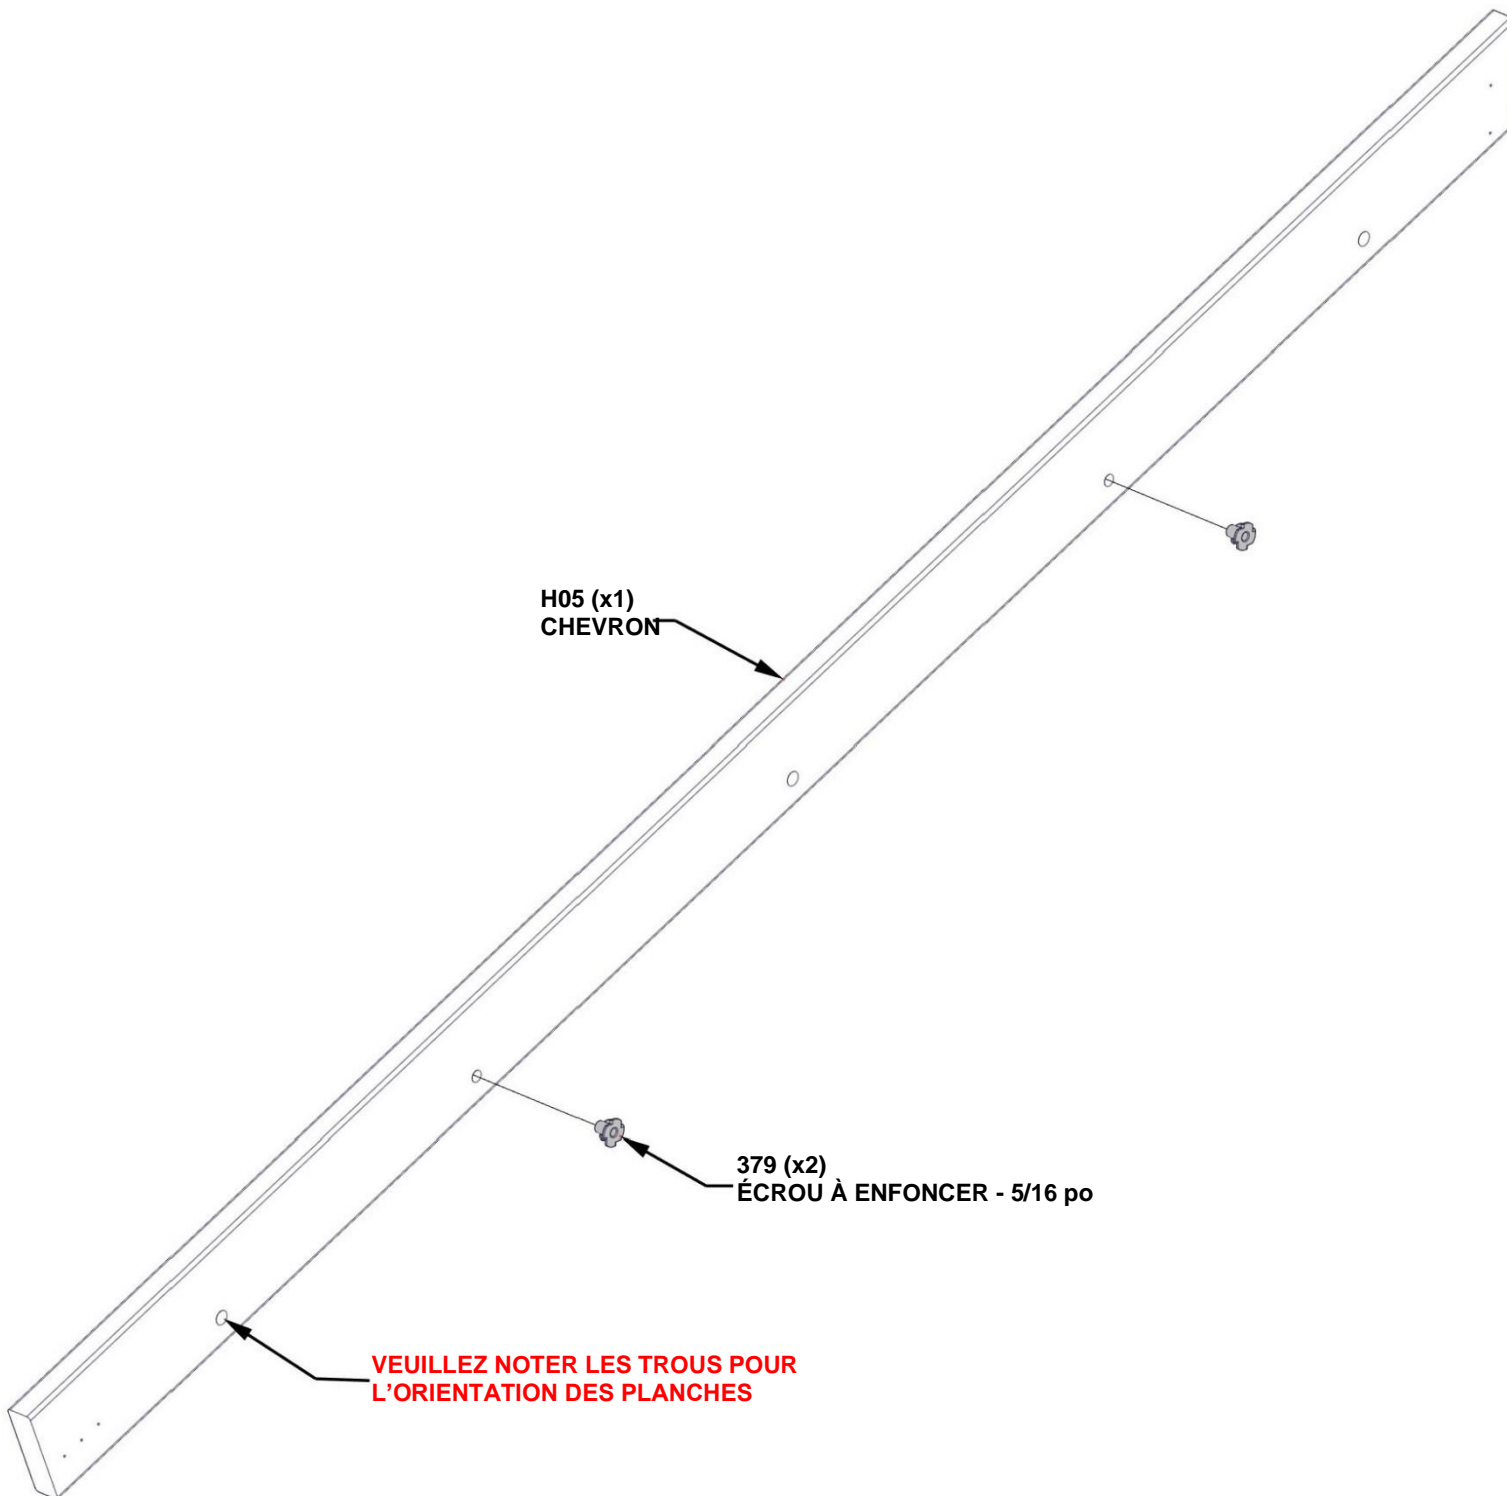 H05 (x1)
CHEVRON
379 (x2)
ÉCROU À ENFONCER - 5/16 po
VEUILLEZ NOTER LES TROUS POUR
L’ORIENTATION DES PLANCHES